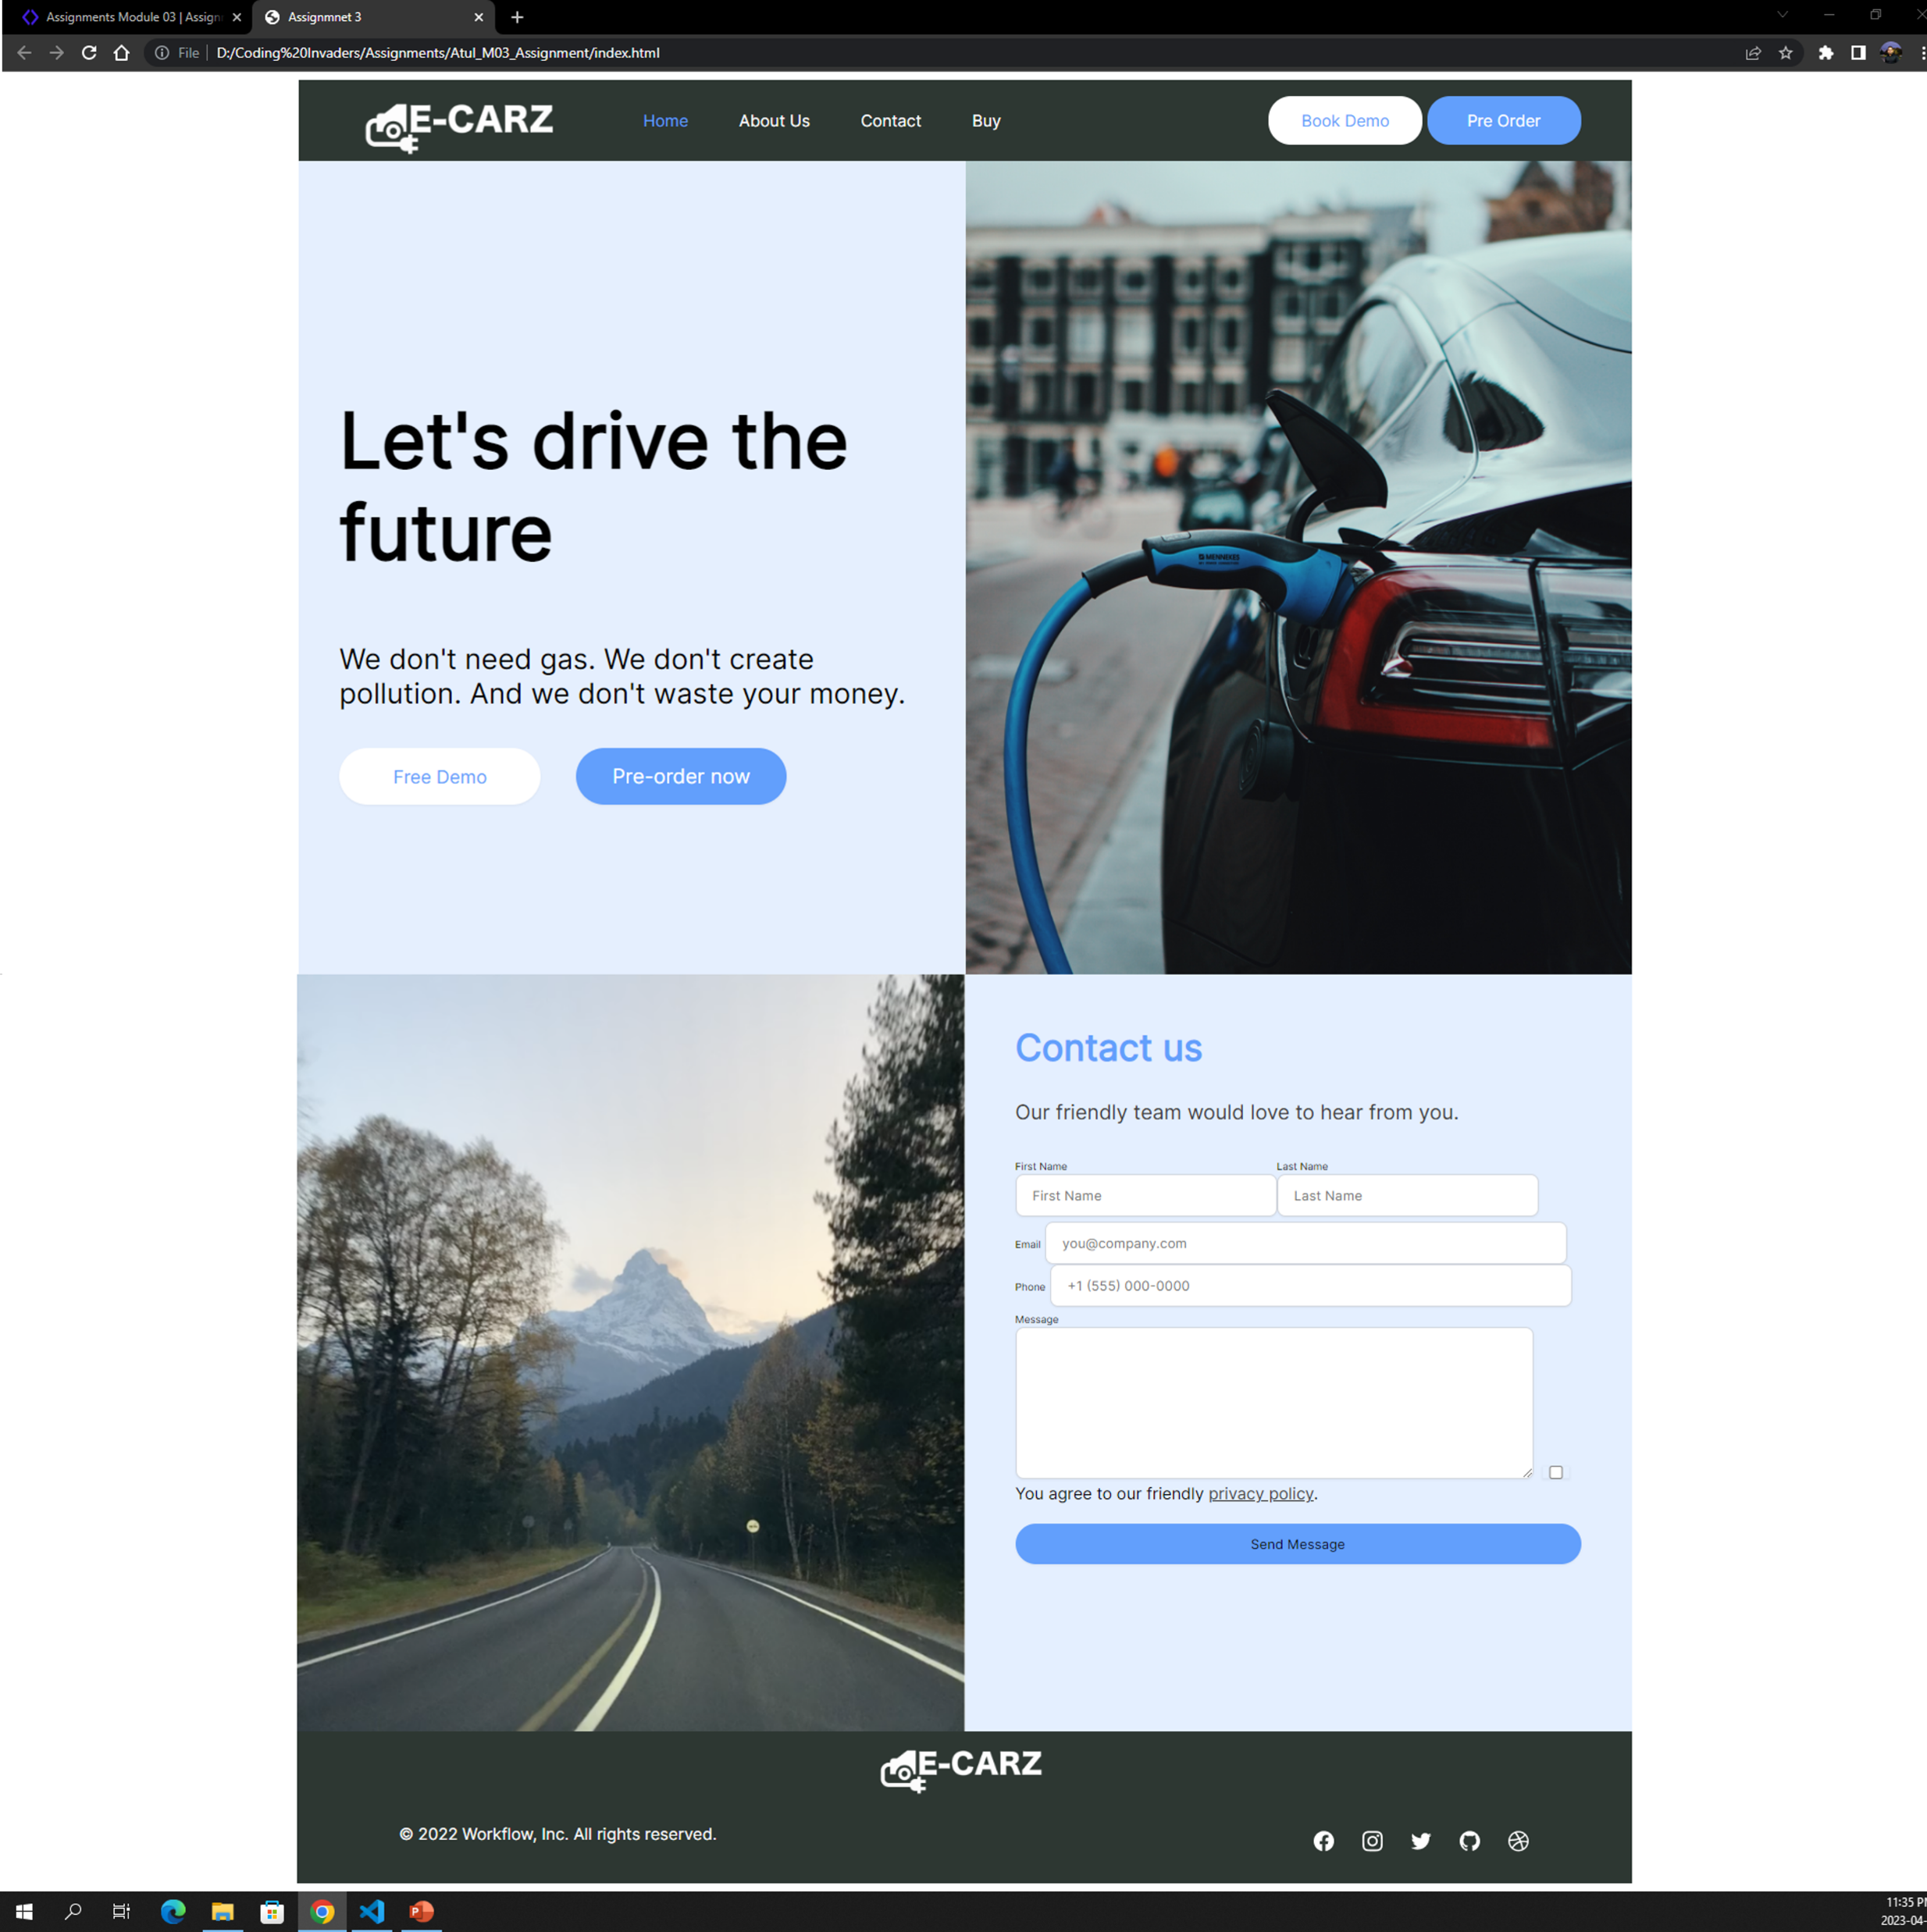 Assignments Module 03 | Assign
Assignmnet 3
File
D:/Coding%20Invaders/Assignments/Atul_M03_Assignment/index.html
E-CARZ
Home
About Us
Contact
Buy
Book Demo
Pre Order
Let's drive the
future
We don't need gas. We don't create
pollution. And we don't waste your money.
Free Demo
Pre-order now
MENNEKES
Contact us
Our friendly team would love to hear from you.
First Name
Last Name
First Name
Last Name
Email
you@company.com
Phone
+1 (555) 000-0000
Message
You agree to our friendly privacy policy.
Send Message
E-CARZ
© 2022 Workflow, Inc. All rights reserved.
11:35 P
2023-04-